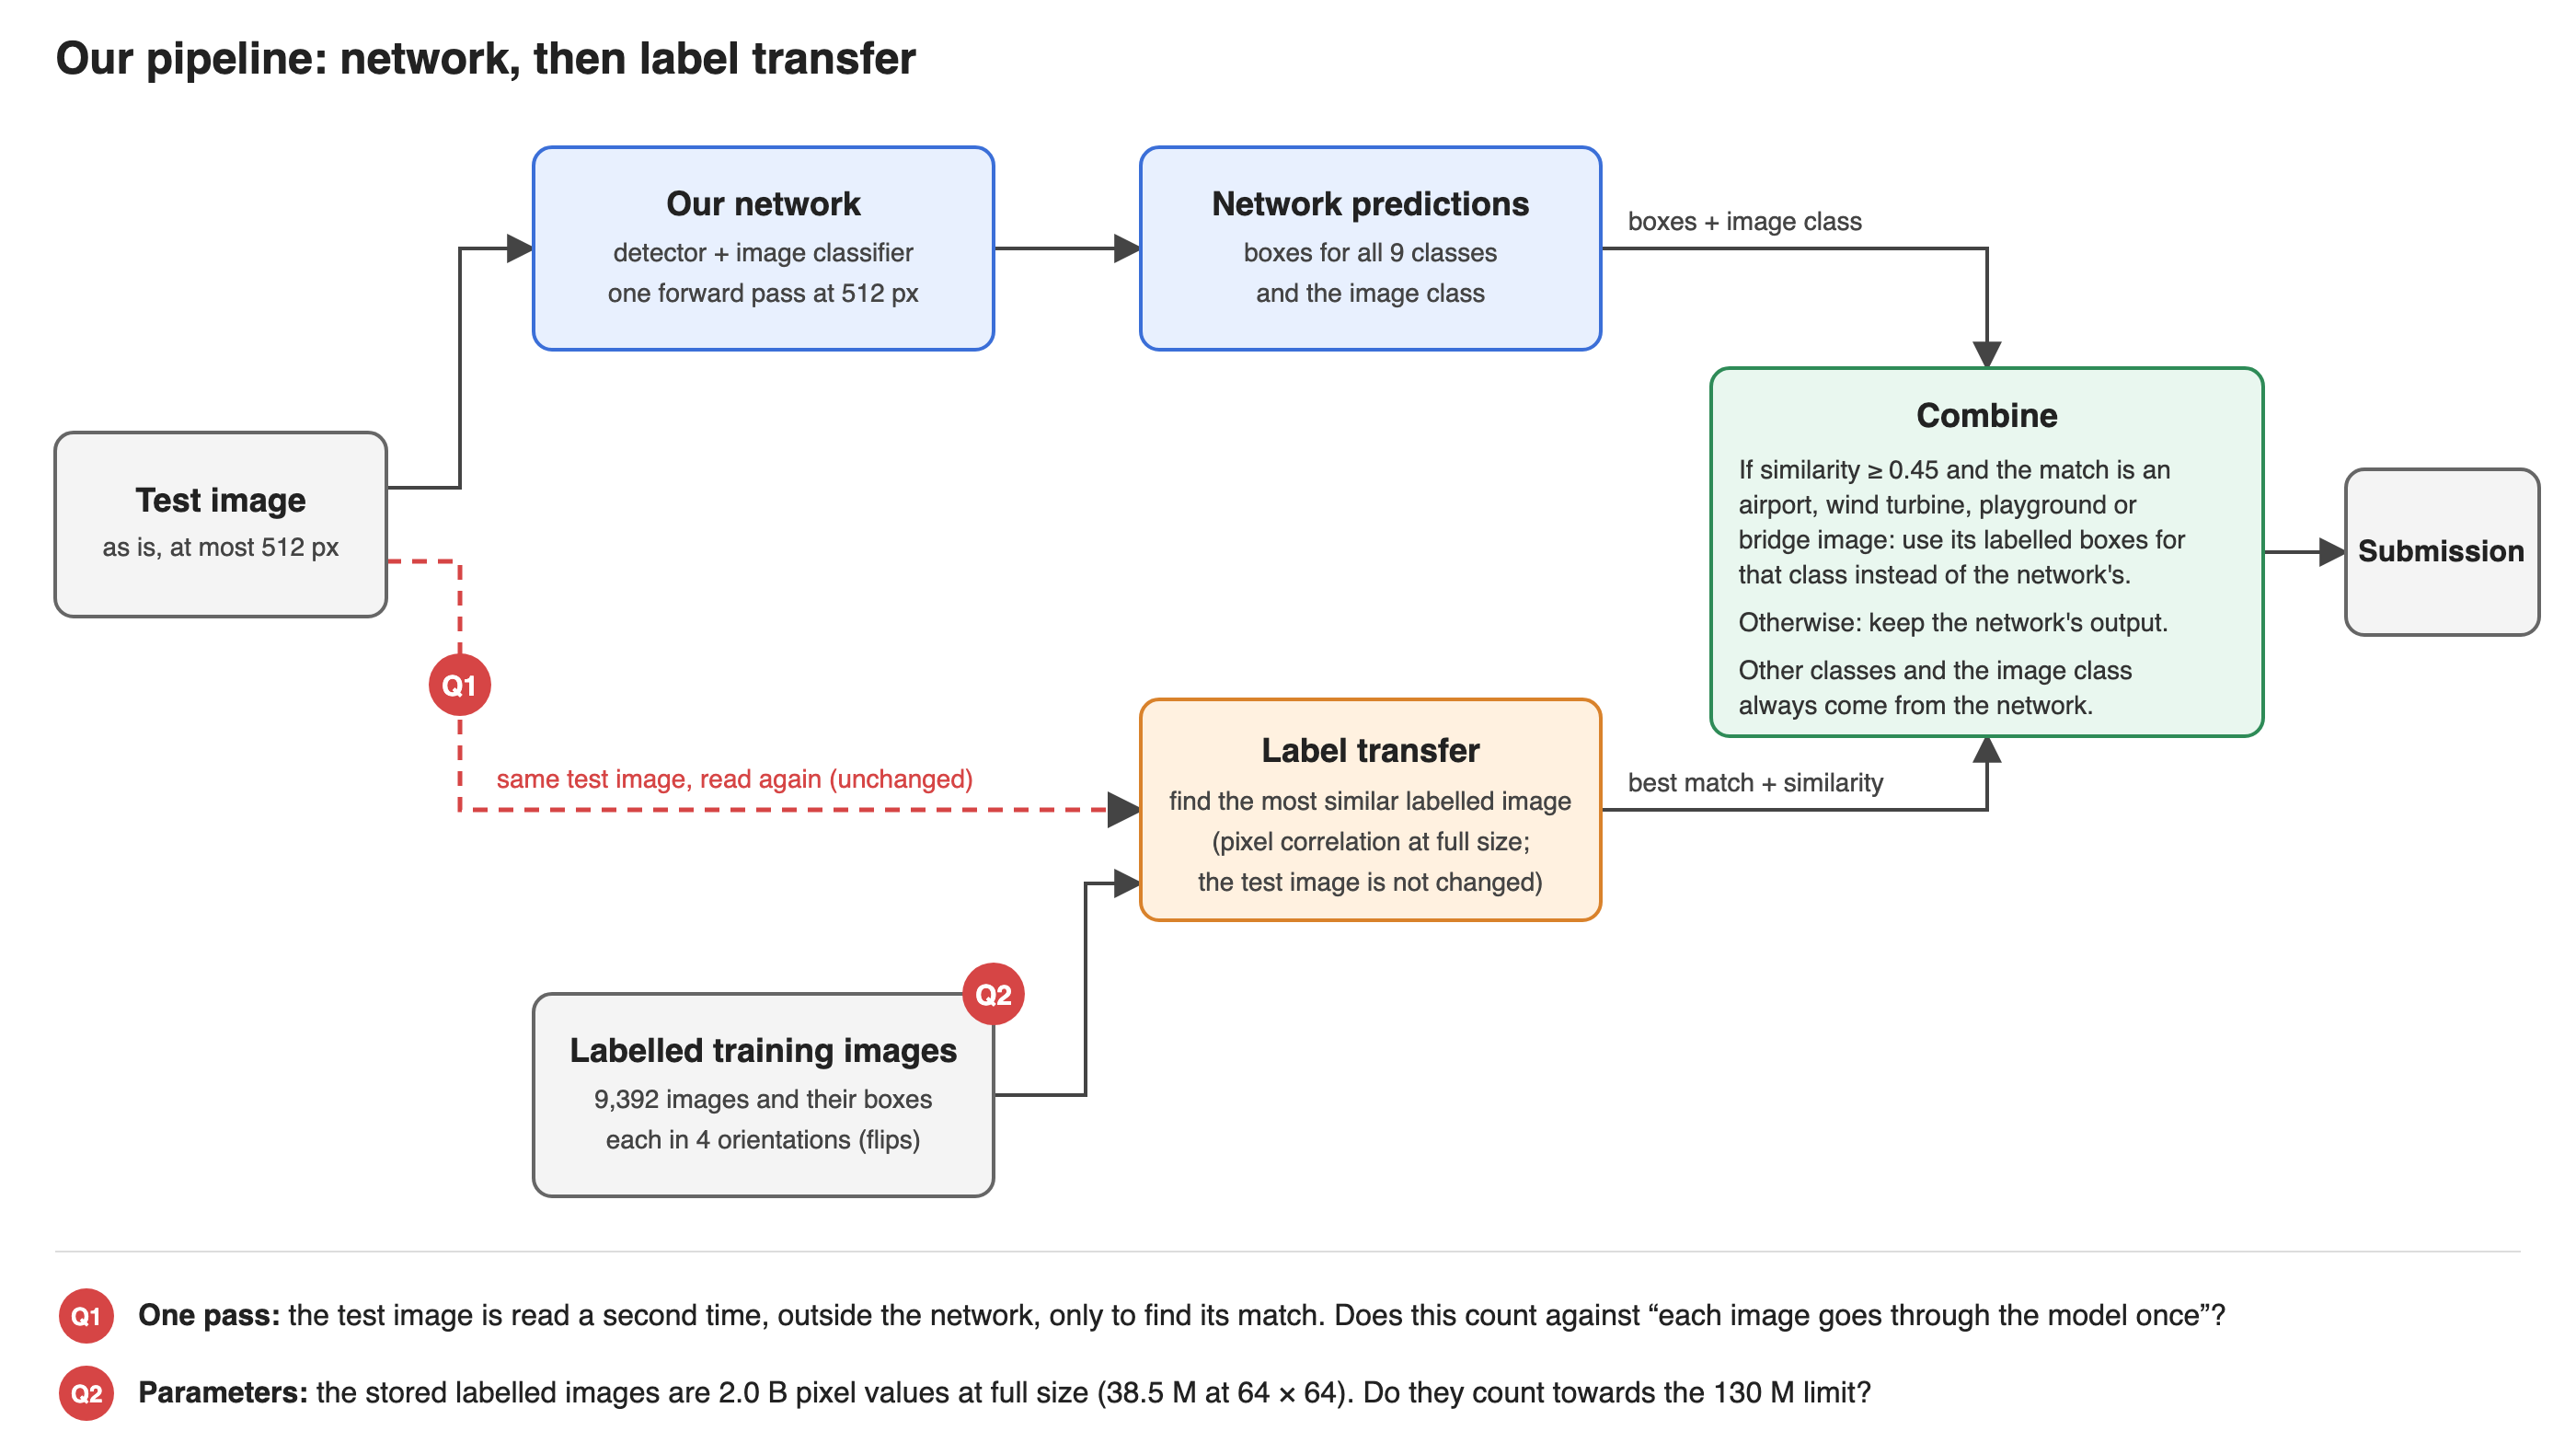 Our pipeline: network, then label transfer
Our network
detector + image classifier
one forward pass at 512 px
Network predictions
boxes for all 9 classes
and the image class
boxes + image class
Test image
as is, at most 512 px
Combine
If similarity ≥ 0.45 and the match is an
airport, wind turbine, playground or
bridge image: use its labelled boxes for
that class instead of the network's.
Otherwise: keep the network's output.
Other classes and the image class
always come from the network.
Submission
Q1
same test image, read again (unchanged)
Label transfer
find the most similar labelled image
(pixel correlation at full size;
the test image is not changed)
best match + similarity
Q2
Labelled training images
9,392 images and their boxes
each in 4 orientations (flips)
Q1 One pass: the test image is read a second time, outside the network, only to find its match. Does this count against “each image goes through the model once”?
Q2 Parameters: the stored labelled images are 2.0 B pixel values at full size (38.5 M at 64 × 64). Do they count towards the 130 M limit?